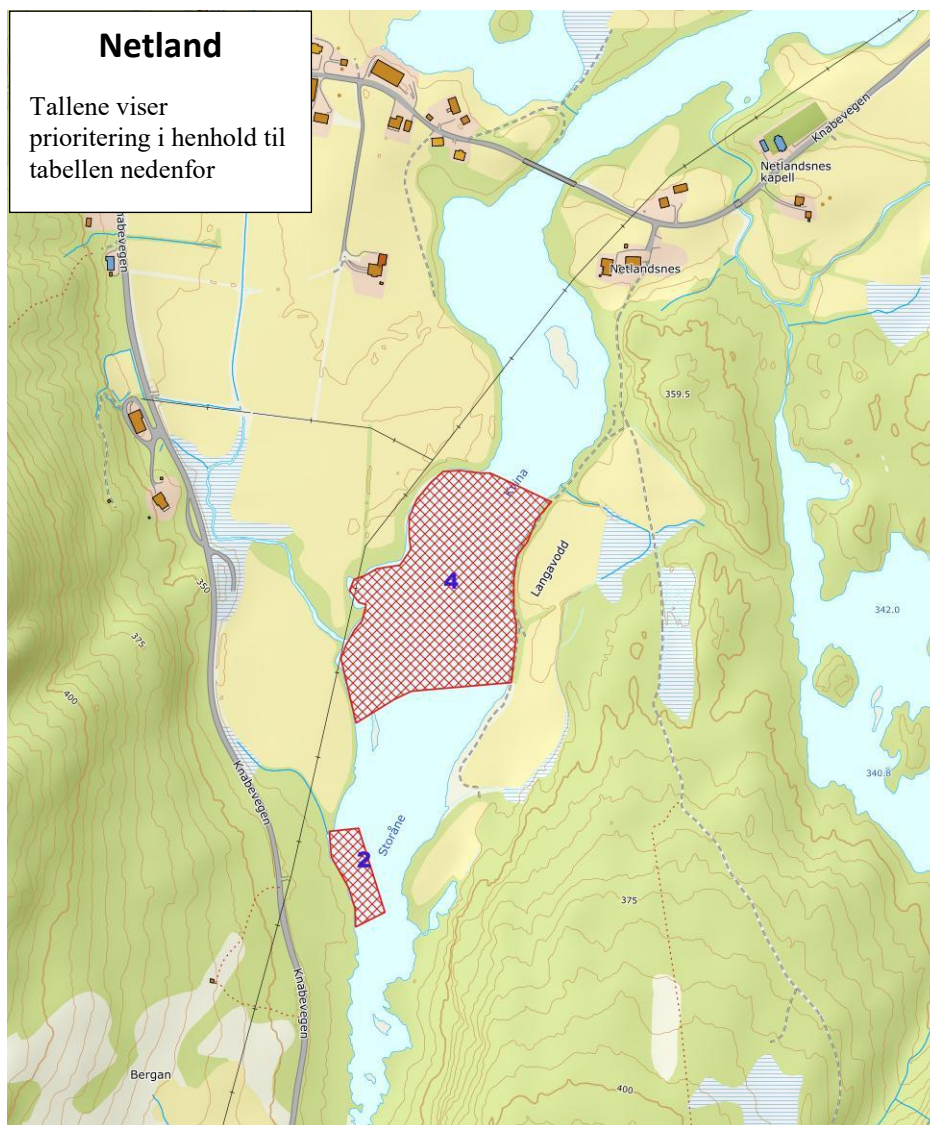 Netland
Tallene viser
prioritering i henhold til
tabellen nedenfor
Knabevegen
Netlandsnes
kapell
Knabevegen
Netlandsnes
359.5
Kvina
4
Langavodd
350
375
400
342.0
340.8
Knabevegen
Storåne
2
375
Knabevegen
Bergan
400